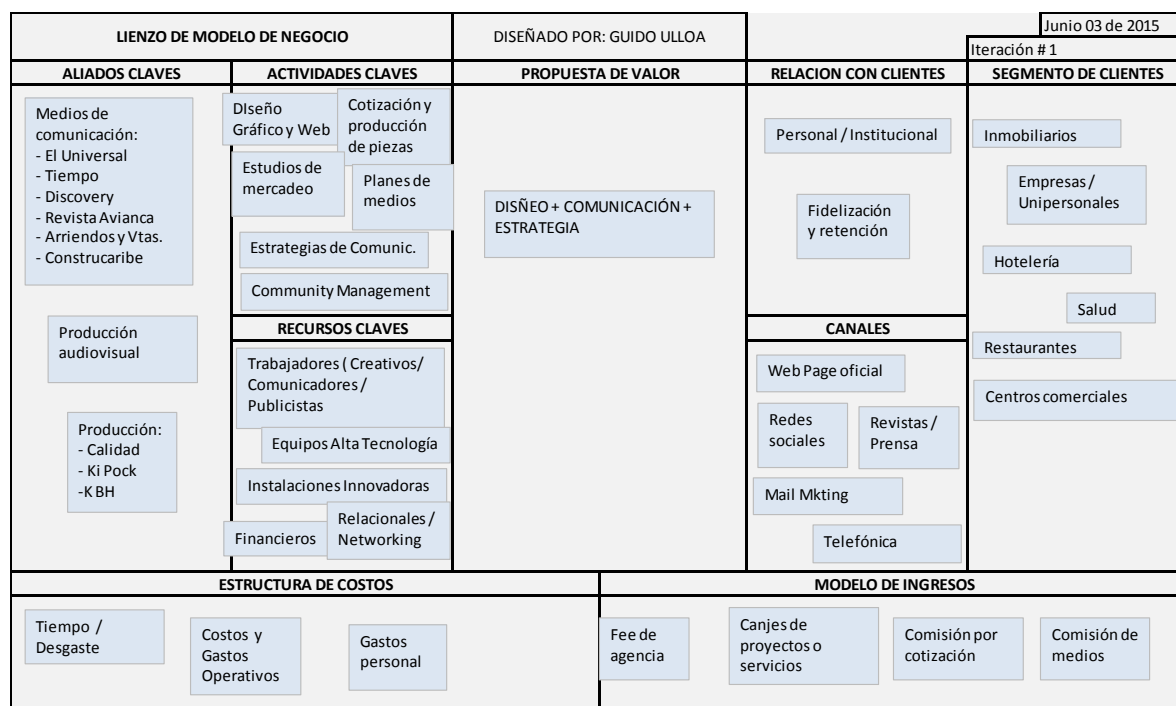 LIENZO DE MODELO DE NEGOCIO
DISEÑADO POR: GUIDO ULLOA
Junio 03 de 2015
Iteración # 1
ALIADOS CLAVES
Medios de
comunicación:
- El Universal
- Tiempo
- Discovery
- Revista Avianca
- Arriendos y Vtas.
- Construcaribe
Producción
audiovisual
Producción:
- Calidad
- Ki Pock
-K BH
ACTIVIDADES CLAVES
DIseño
Gráfico y Web
Cotización y
producción
de piezas
Estudios de
mercadeo
Planes de
medios
Estrategias de Comunic.
Community Management
RECURSOS CLAVES
Trabajadores ( Creativos/
Comunicadores /
Publicistas
Equipos Alta Tecnología
Instalaciones Innovadoras
Financieros
Relacionales /
Networking
PROPUESTA DE VALOR
DISÑEO + COMUNICACIÓN +
ESTRATEGIA
RELACION CON CLIENTES
Personal / Institucional
Fidelización
y retención
CANALES
Web Page oficial
Redes
sociales
Revistas /
Prensa
Mail Mkting
Telefónica
SEGMENTO DE CLIENTES
Inmobiliarios
Empresas /
Unipersonales
Hotelería
Salud
Restaurantes
Centros comerciales
ESTRUCTURA DE COSTOS
Tiempo /
Desgaste
Costos y
Gastos
Operativos
Gastos
personal
MODELO DE INGRESOS
Fee de
agencia
Canjes de
proyectos o
servicios
Comisión por
cotización
Comisión de
medios